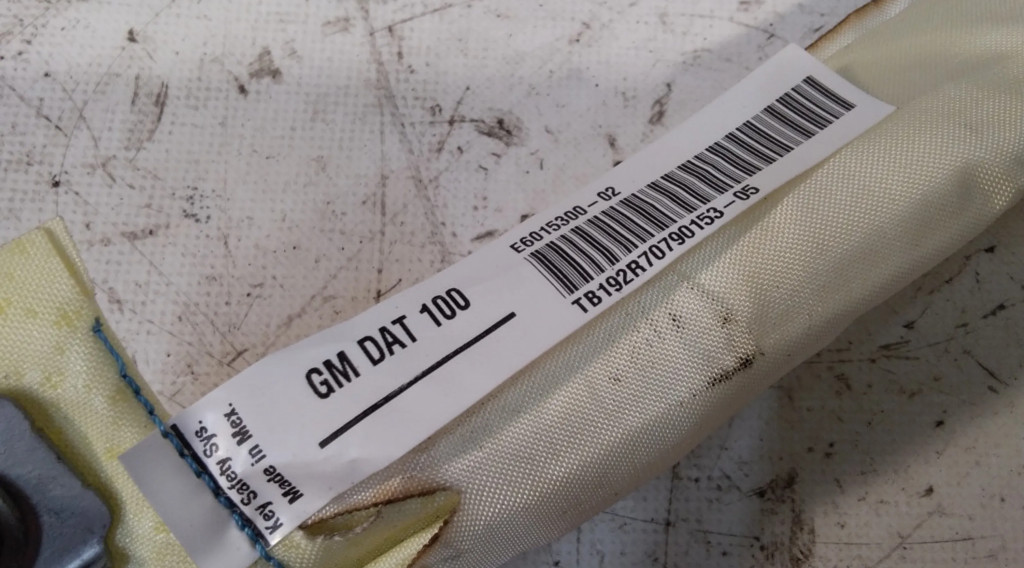 E6015300-02
TB192R70790153-05
GM DAT 100
Key Safety Sys.
Made in Mex.